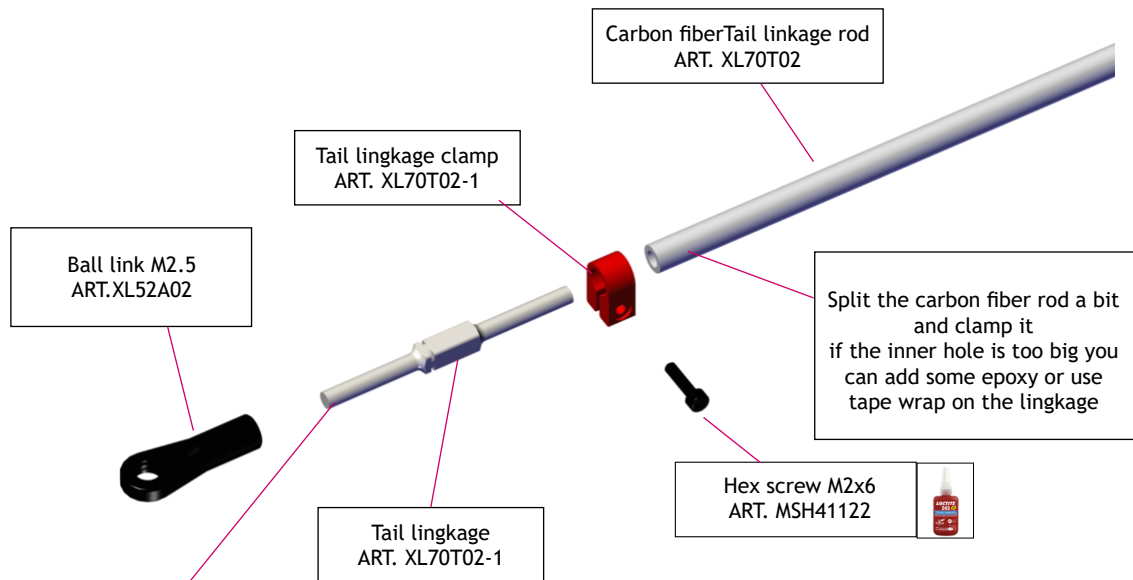 Carbon fiberTail linkage rod
ART. XL70T02
Tail lingkage clamp
ART. XL70T02-1
Ball link M2.5
ART.XL52A02
Split the carbon fiber rod a bit
and clamp it
if the inner hole is too big you
can add some epoxy or use
tape wrap on the lingkage
Hex screw M2x6
ART. MSH41122
LOCTITE
243
Tail lingkage
ART. XL70T02-1